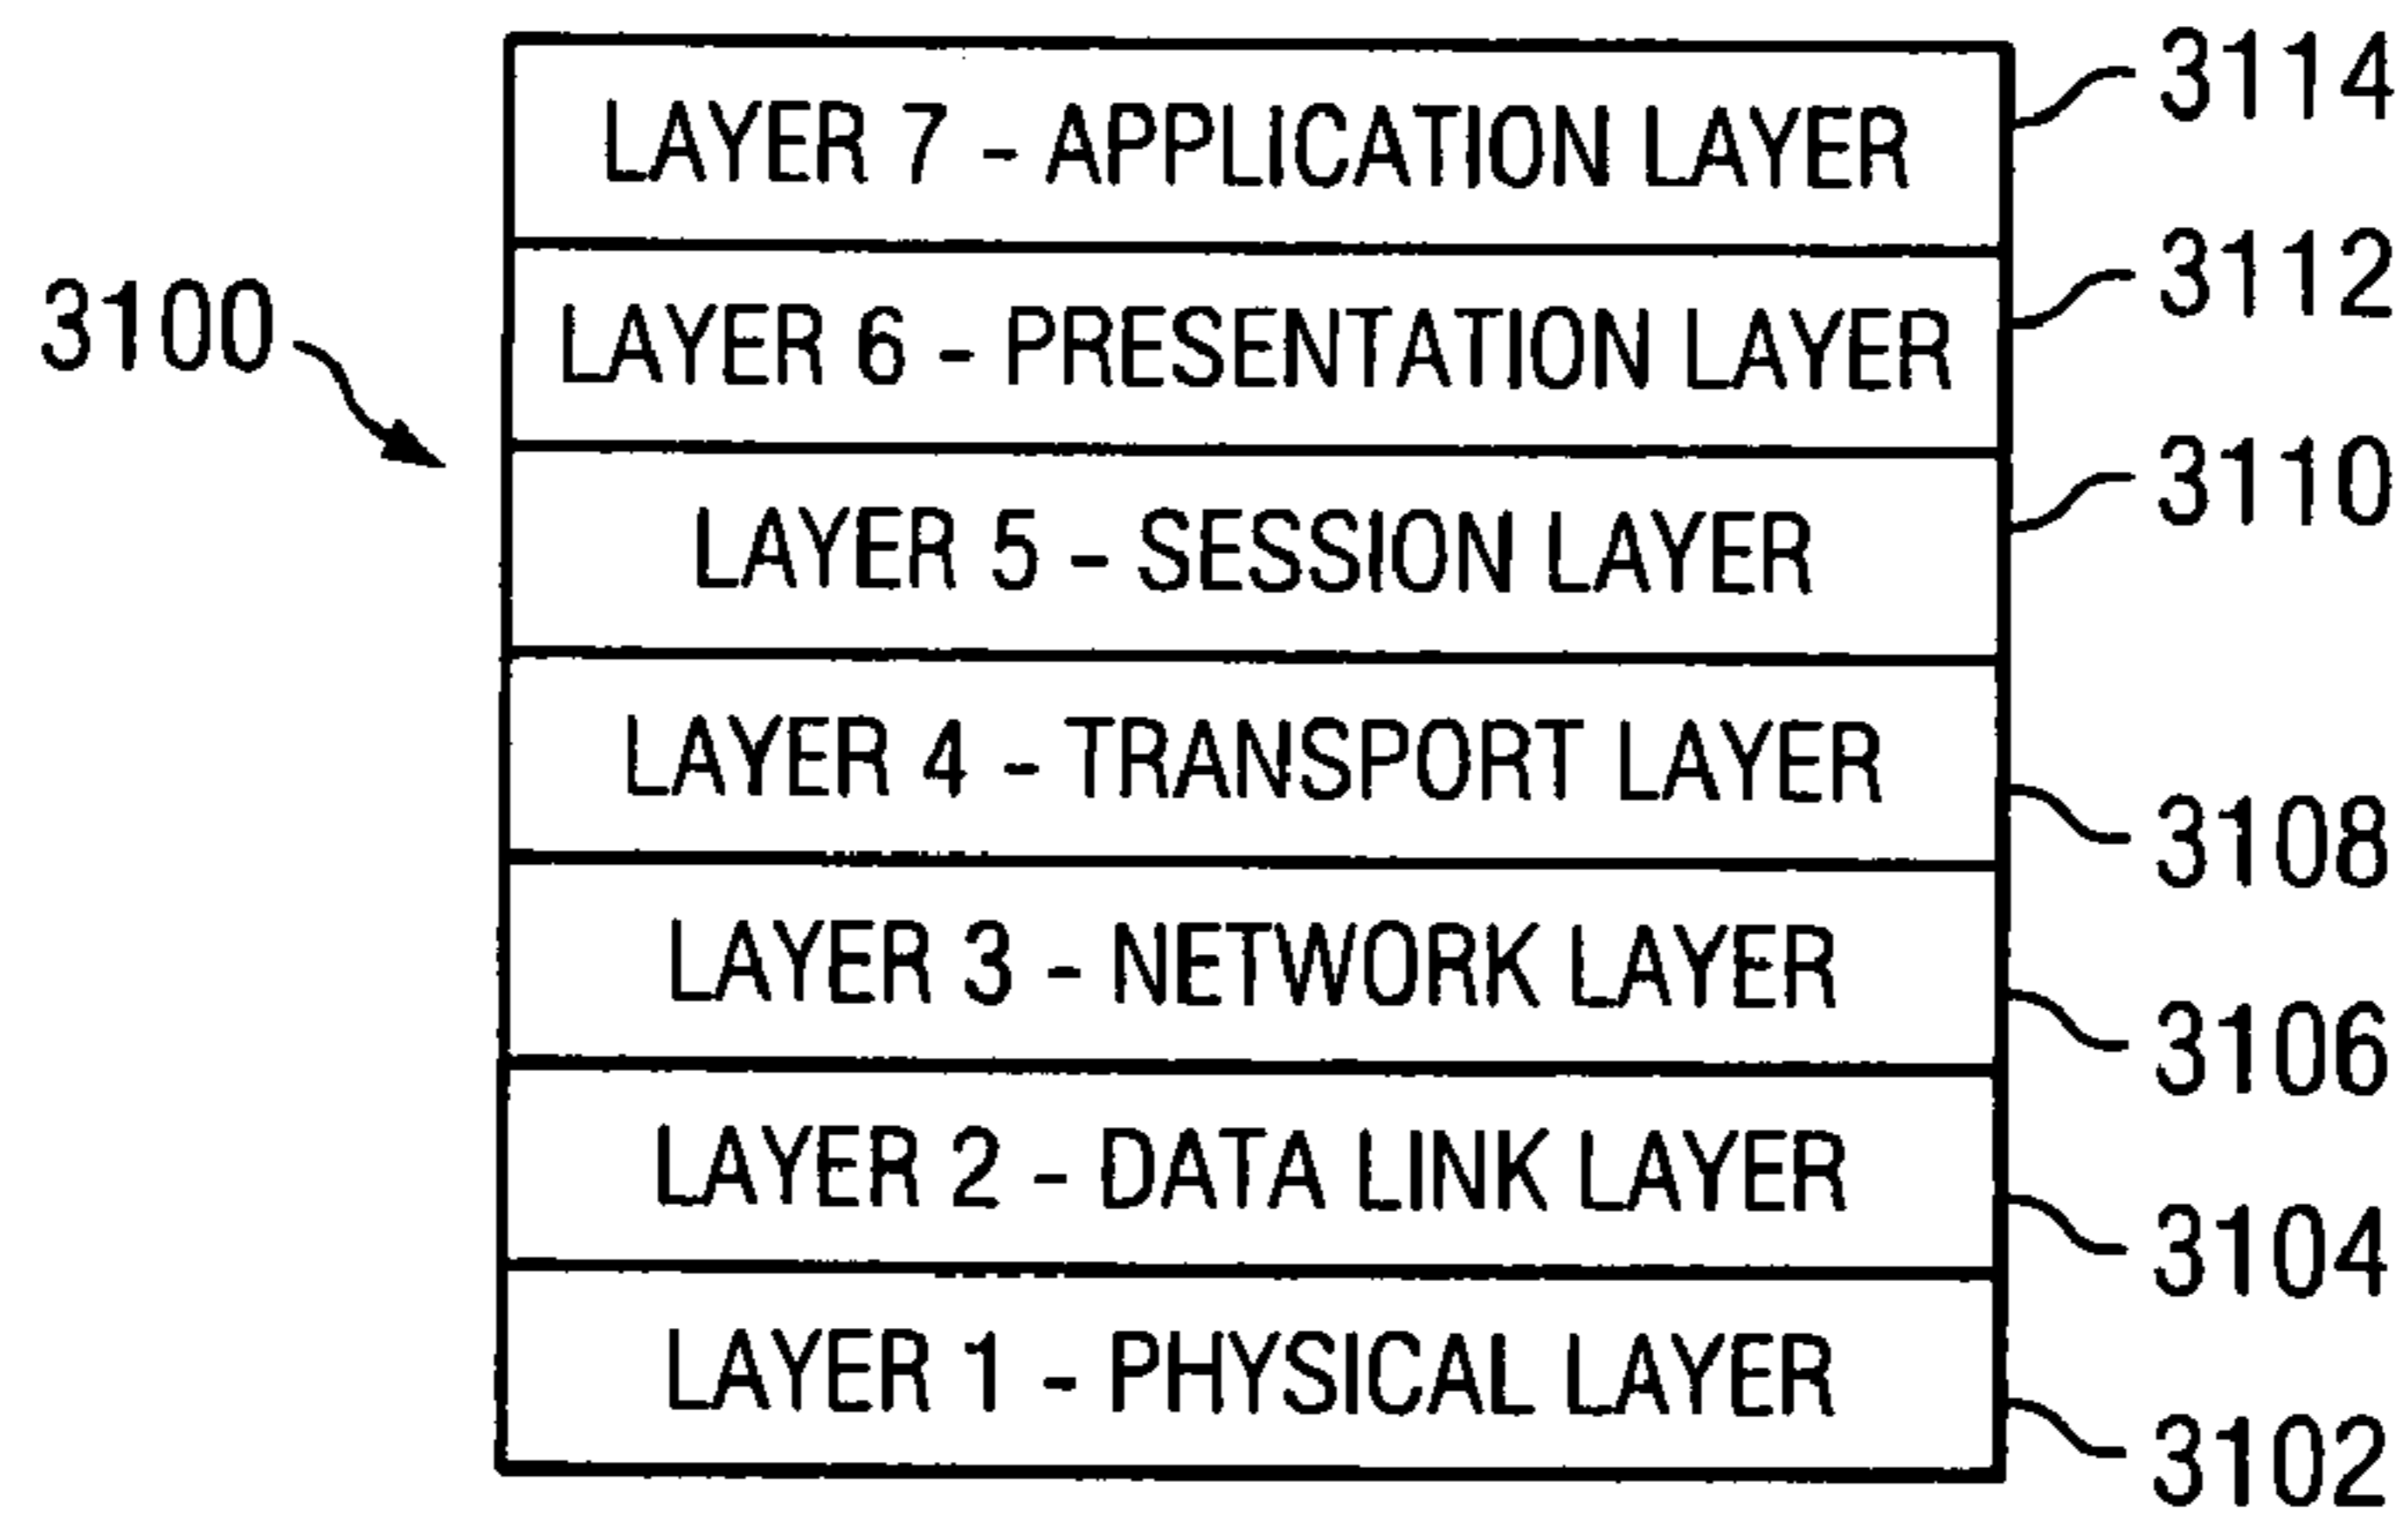 LAYER 7 - APPLICATION LAYER
3114
LAYER 6 - PRESENTATION LAYER
3112
3100
LAYER 5 - SESSION LAYER
3110
LAYER 4 - TRANSPORT LAYER
3108
LAYER 3 - NETWORK LAYER
3106
LAYER 2 - DATA LINK LAYER
3104
LAYER 1 - PHYSICAL LAYER
3102